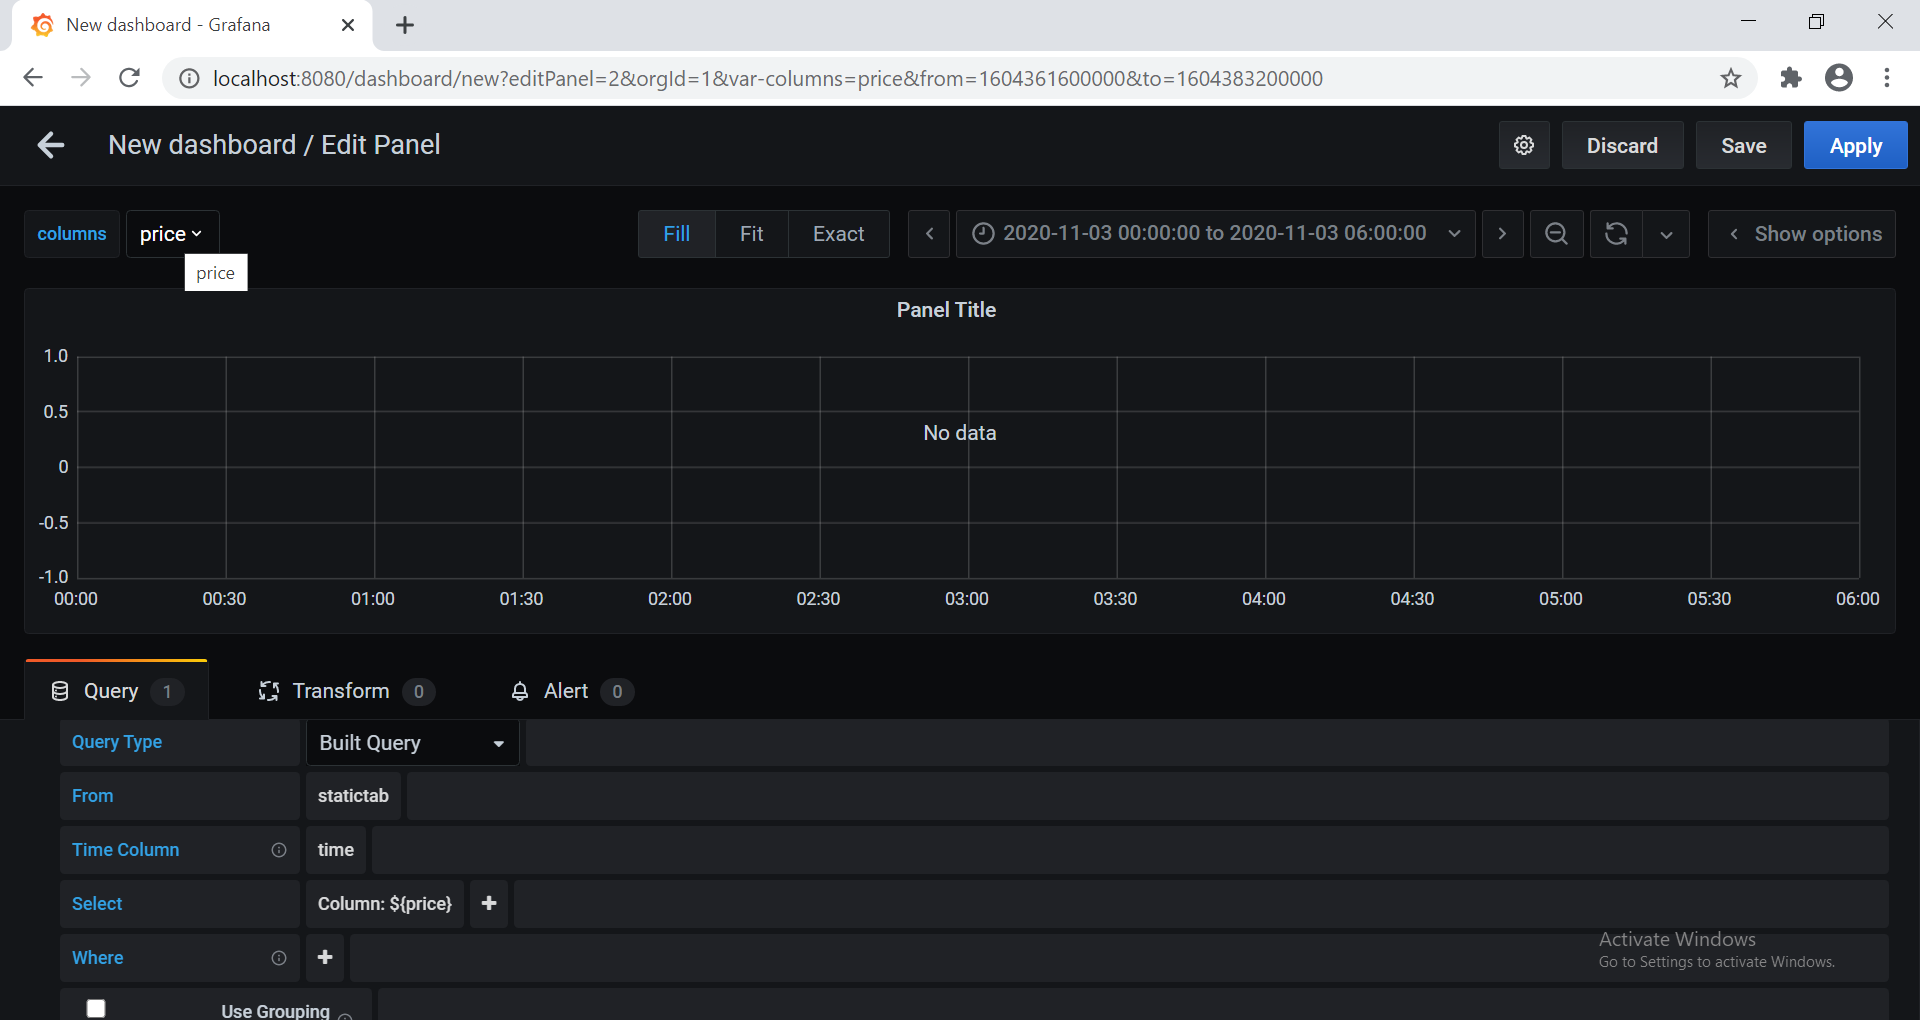 New dashboard - Grafana
localhost:8080/dashboard/new?editPanel=2&orgId=1&var-columns=price&from=1604361600000&to=1604383200000
New dashboard / Edit Panel
Discard
Save
Apply
columns
price
Fill
Fit
Exact
2020-11-03 00:00:00 to 2020-11-03 06:00:00
Show options
price
Panel Title
1.0
0.5
0
-0.5
-1.0
No data
00:00 00:30 01:00 01:30 02:00 02:30 03:00 03:30 04:00 04:30 05:00 05:30 06:00
Query 1
Transform 0
Alert 0
Query Type
Built Query
From
statictab
Time Column
time
Select
Column: ${price}
Where
Use Grouping
Activate Windows
Go to Settings to activate Windows.